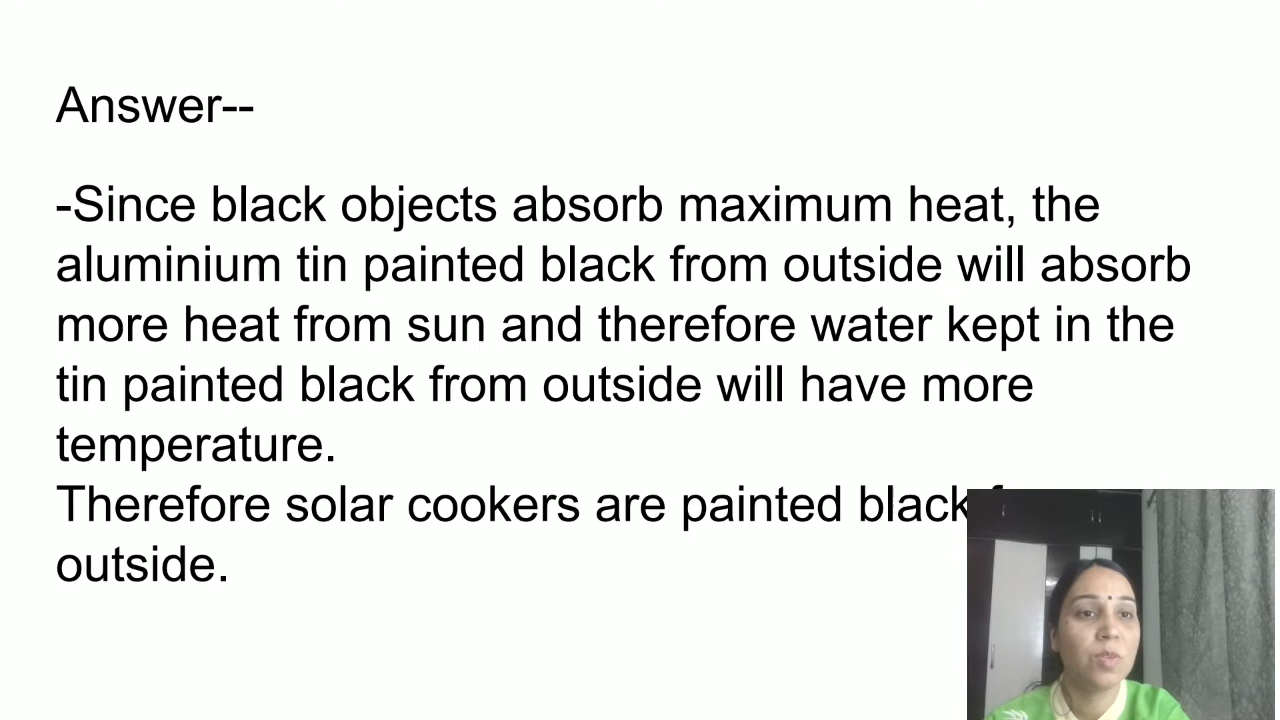 Answer--
-Since black objects absorb maximum heat, the
aluminium tin painted black from outside will absorb
more heat from sun and therefore water kept in the
tin painted black from outside will have more
temperature.
Therefore solar cookers are painted black
outside.